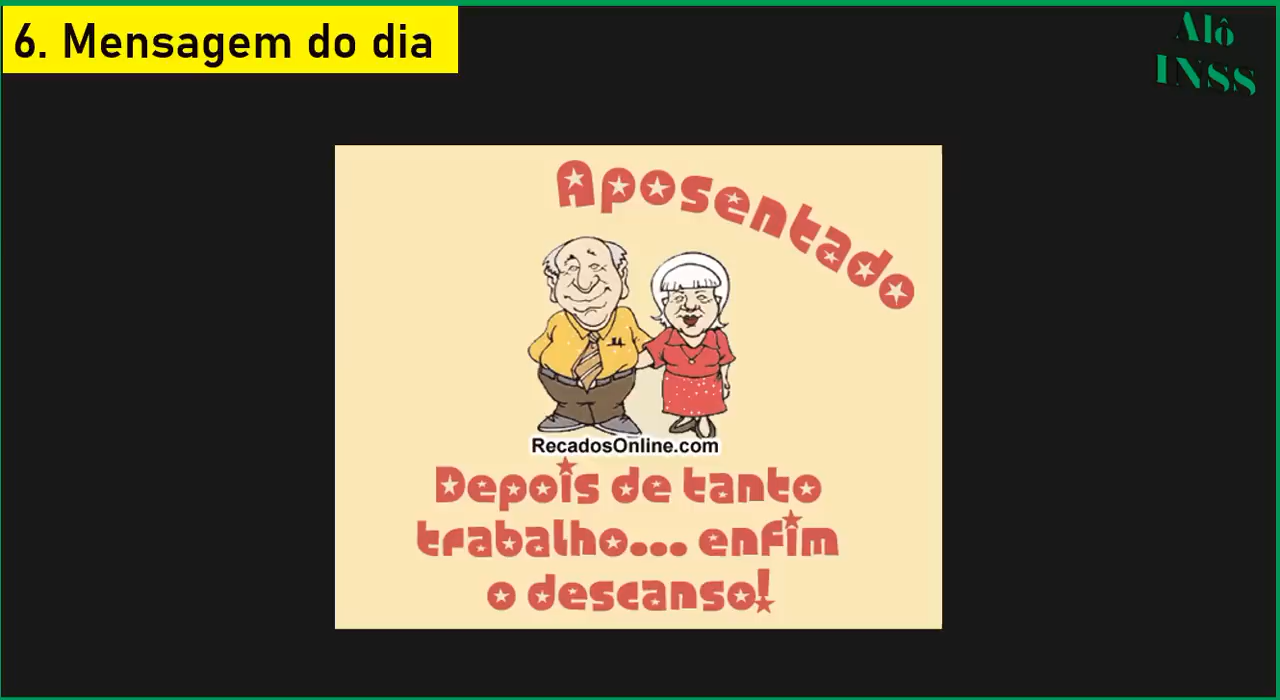 6. Mensagem do dia
Alô
INSS
Aposentado
RecadosOnline.com
Depois de tanto
trabalho... enfim
o descanso!